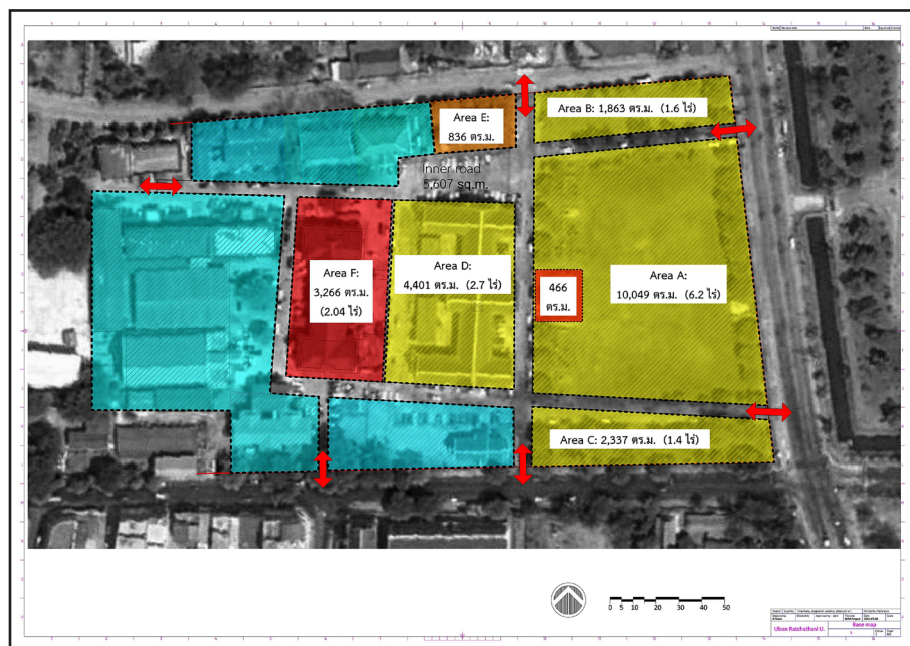 Area B: 1,863 ตร.ม. (1.6 ไร่)
Area E:
836 ตร.ม.
Inner road
5,607 sq.m.
Area F:
3,266 ตร.ม.
(2.04 ไร่)
Area D:
4,401 ตร.ม. (2.7 ไร่)
466
ตร.ม.
Area A:
10,049 ตร.ม. (6.2 ไร่)
Area C: 2,337 ตร.ม. (1.4 ไร่)
0 5 10 15 20 30 40 50
Ubon Ratchathani U.
Base map